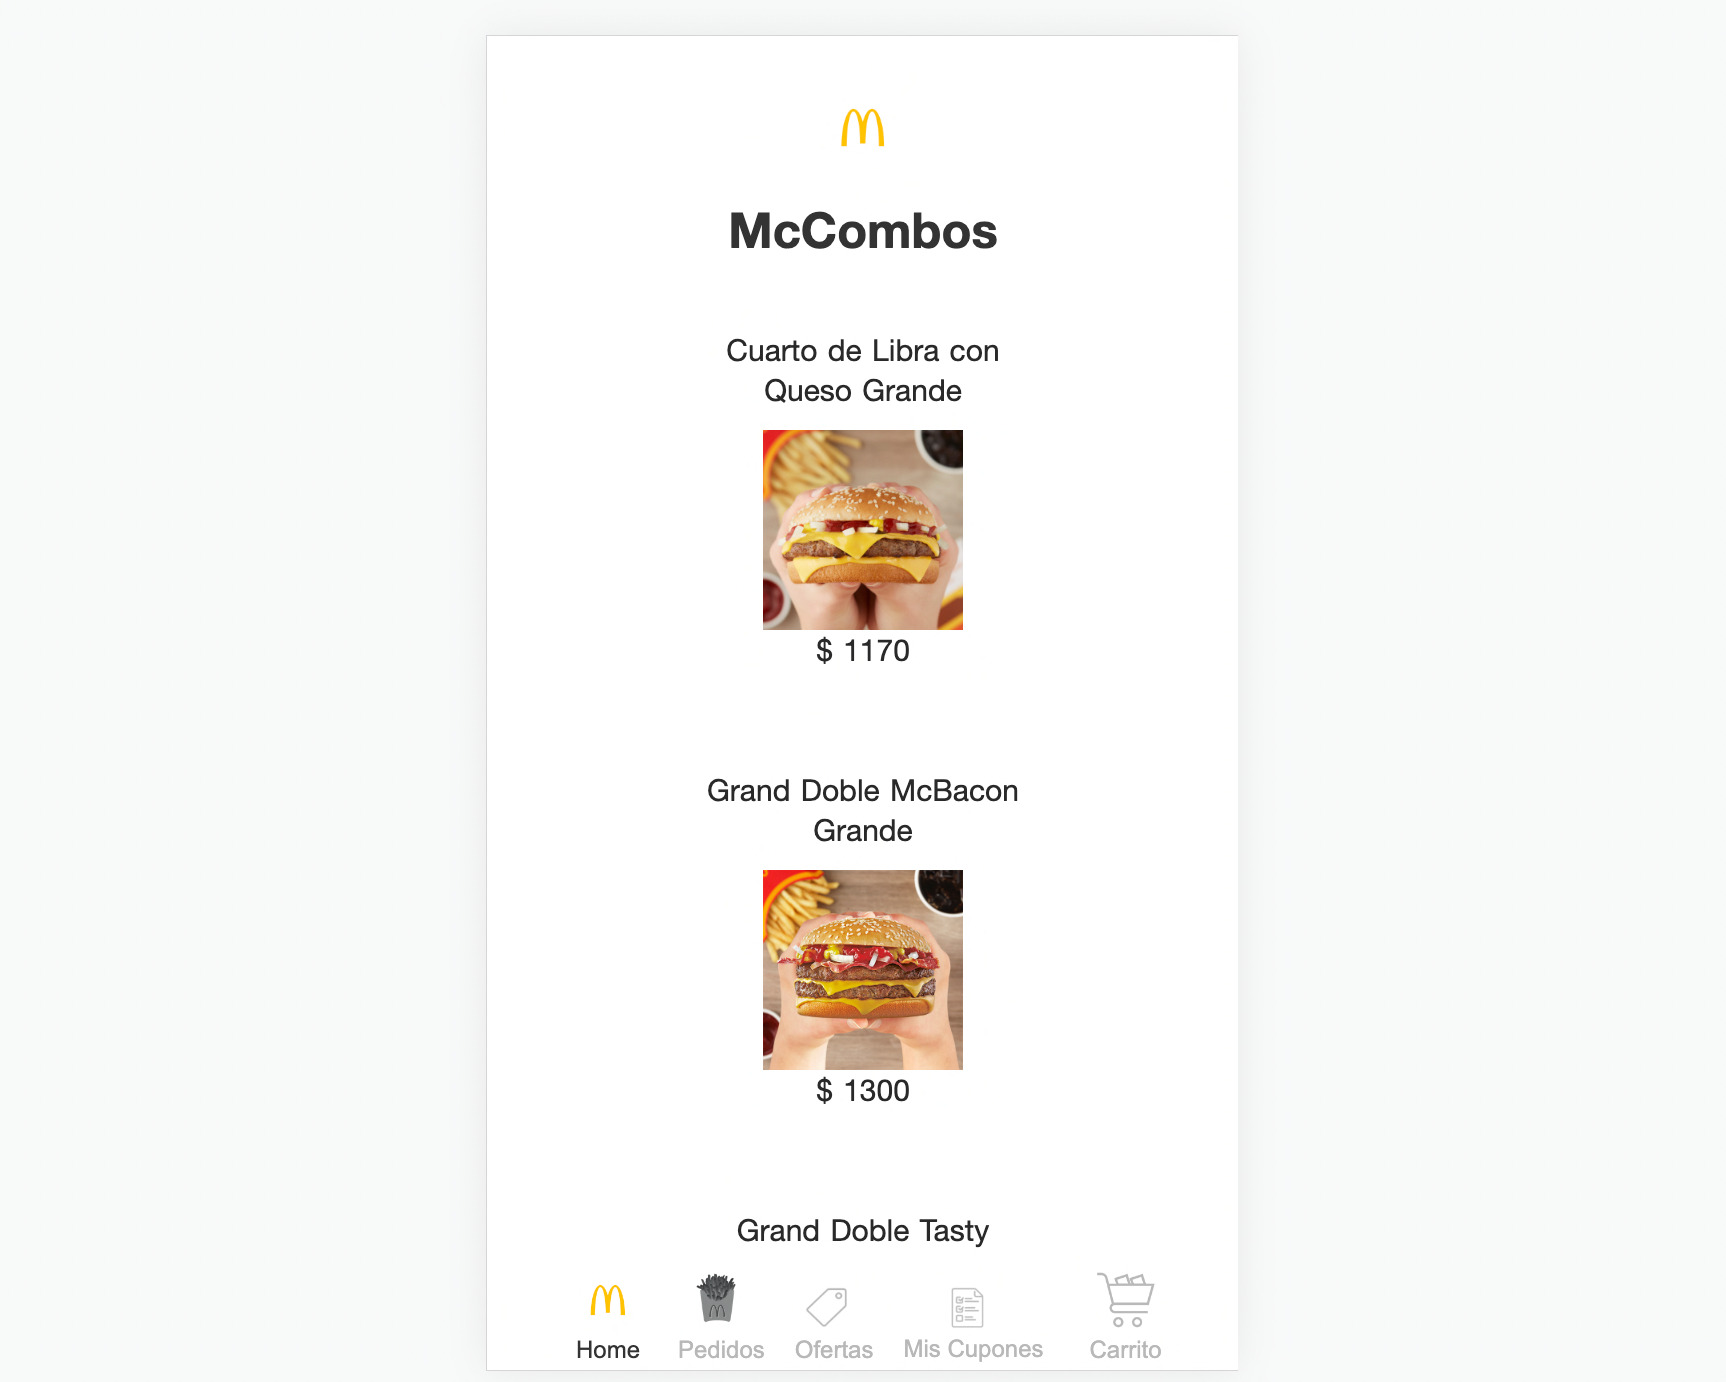 McCombos
Cuarto de Libra con
Queso Grande
$ 1170
Grand Doble McBacon
Grande
$ 1300
Grand Doble Tasty
Home
Pedidos
Ofertas
Mis Cupones
Carrito